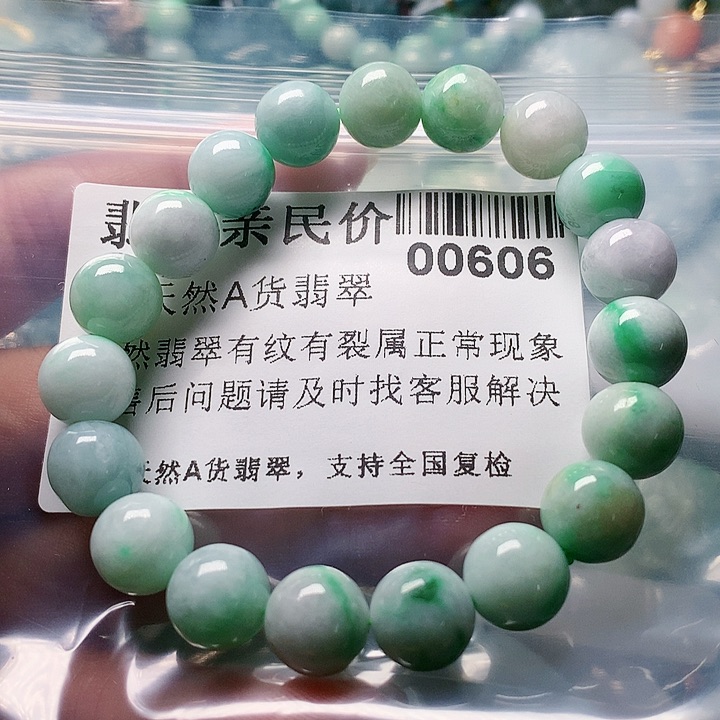 翡 亲民价
00606
天然A货翡翠
然翡翠有纹有裂属正常现象
售后问题请及时找客服解决
天然A货翡翠，支持全国复检